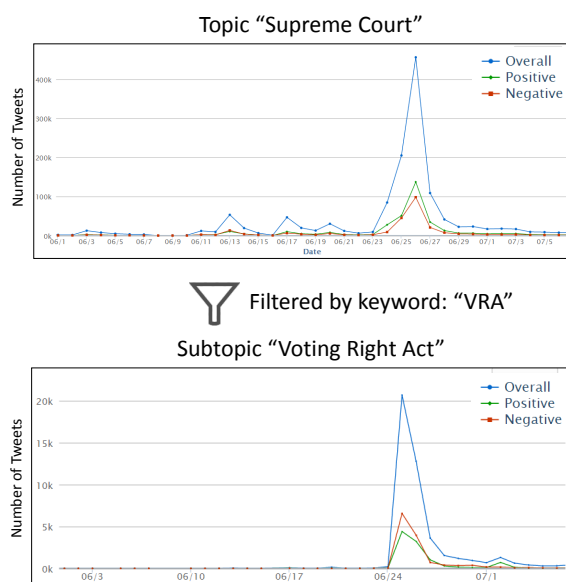 Topic “Supreme Court”
Overall
Positive
Negative
Number of Tweets
400k
300k
200k
100k
0k
06/1 06/3 06/5 06/7 06/9 06/11 06/13 06/15 06/17 06/19 06/21 06/23 06/25 06/27 06/29 07/1 07/3 07/5
Date
Filtered by keyword: “VRA”
Subtopic “Voting Right Act”
Overall
Positive
Negative
Number of Tweets
20k
15k
10k
5k
0k
06/3 06/10 06/17 06/24 07/1